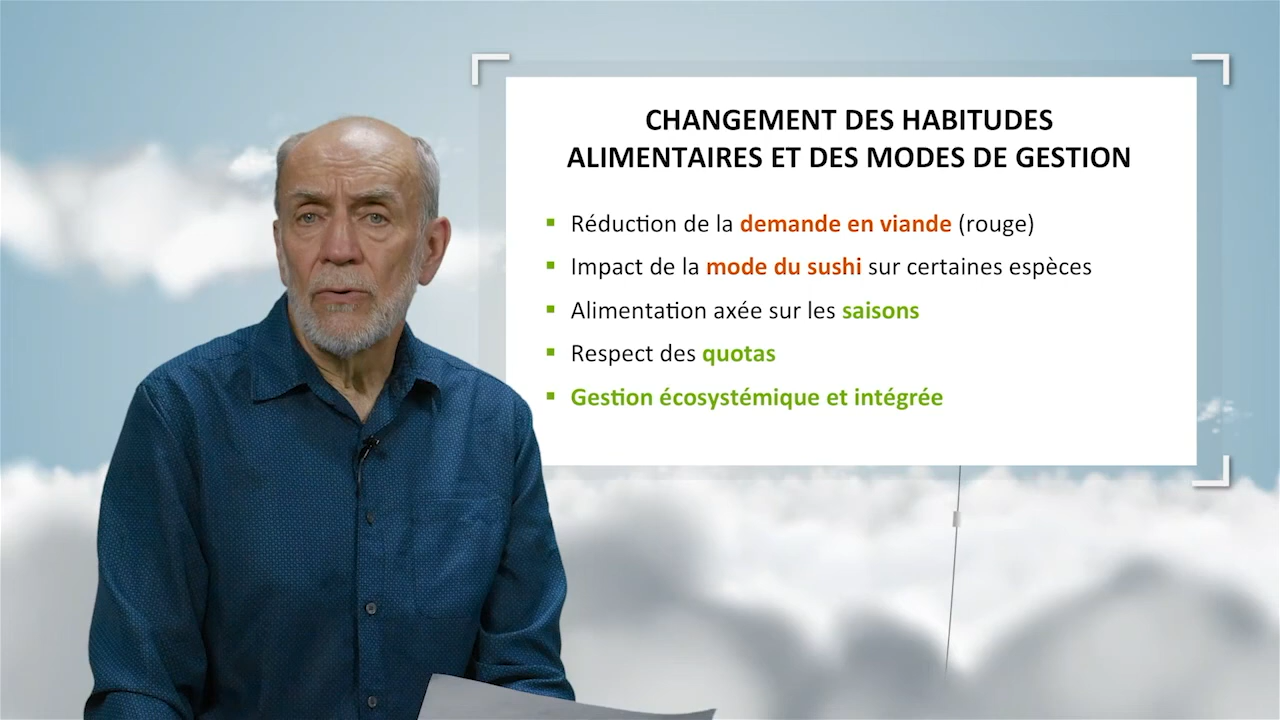 CHANGEMENT DES HABITUDES
ALIMENTAIRES ET DES MODES DE GESTION
Réduction de la demande en viande (rouge)
Impact de la mode du sushi sur certaines espèces
Alimentation axée sur les saisons
Respect des quotas
Gestion écosystémique et intégrée